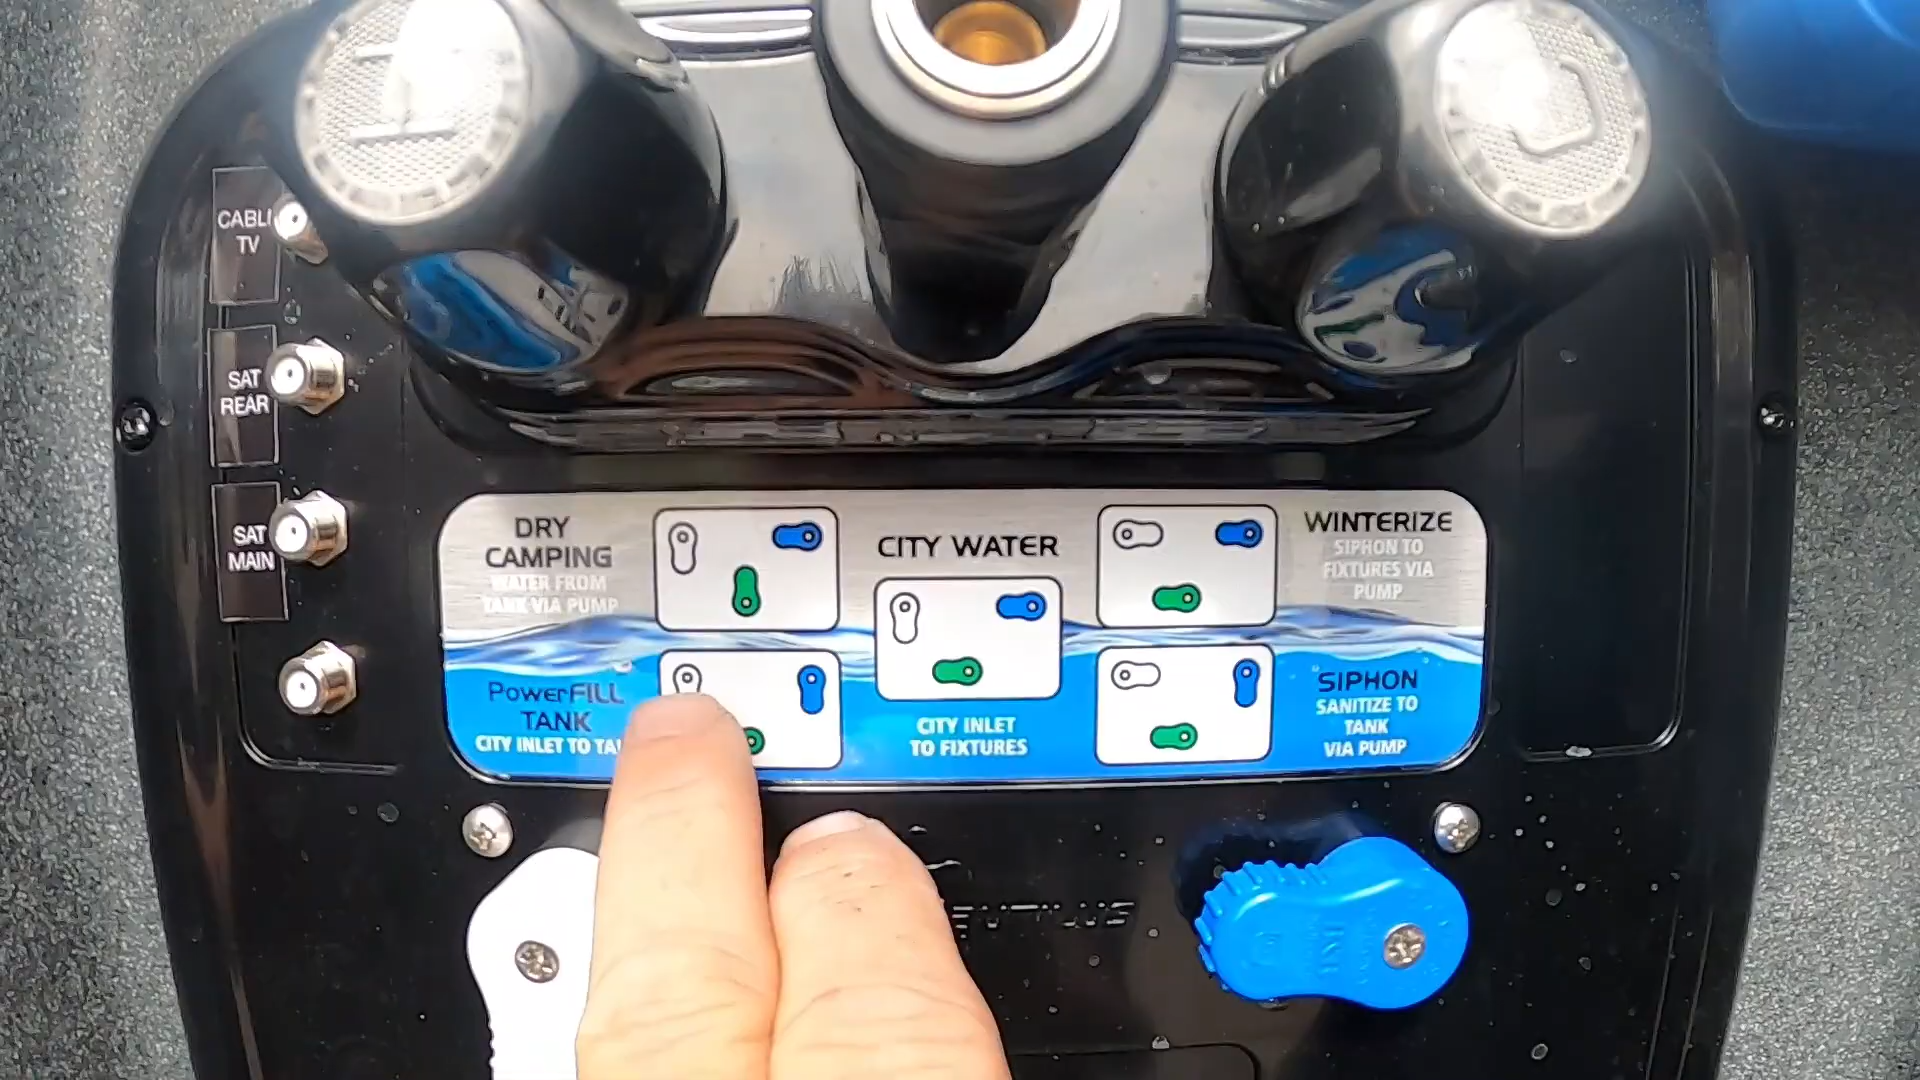 CABLE
TV
SAT
REAR
SAT
MAIN
DRY
CAMPING
WATER FROM
TANK VIA PUMP
CITY WATER
CITY INLET
TO FIXTURES
WINTERIZE
SIPHON TO
FIXTURES VIA
PUMP
PowerFILL
TANK
CITY INLET TO TA
SIPHON
SANITIZE TO
TANK
VIA PUMP